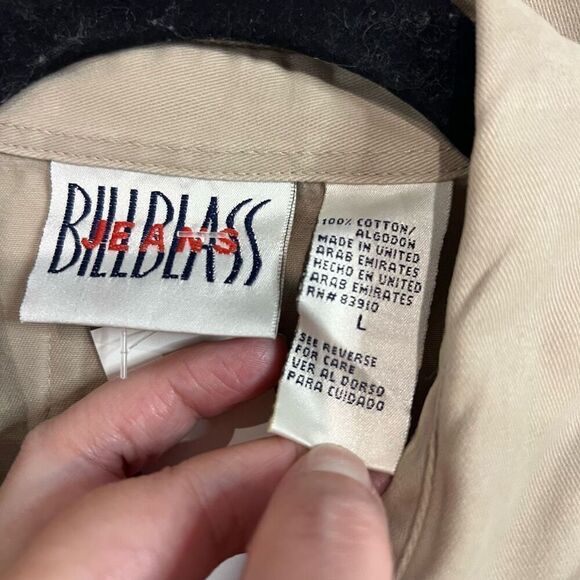 BILLBLASS
JEANS
100% COTTON/
ALGODON
MADE IN UNITED
ARAB EMIRATES
HECHO EN UNITED
ARAB EMIRATES
RN# 83910
L
SEE REVERSE
FOR CARE
VER AL DORSO
PARA CUIDADO